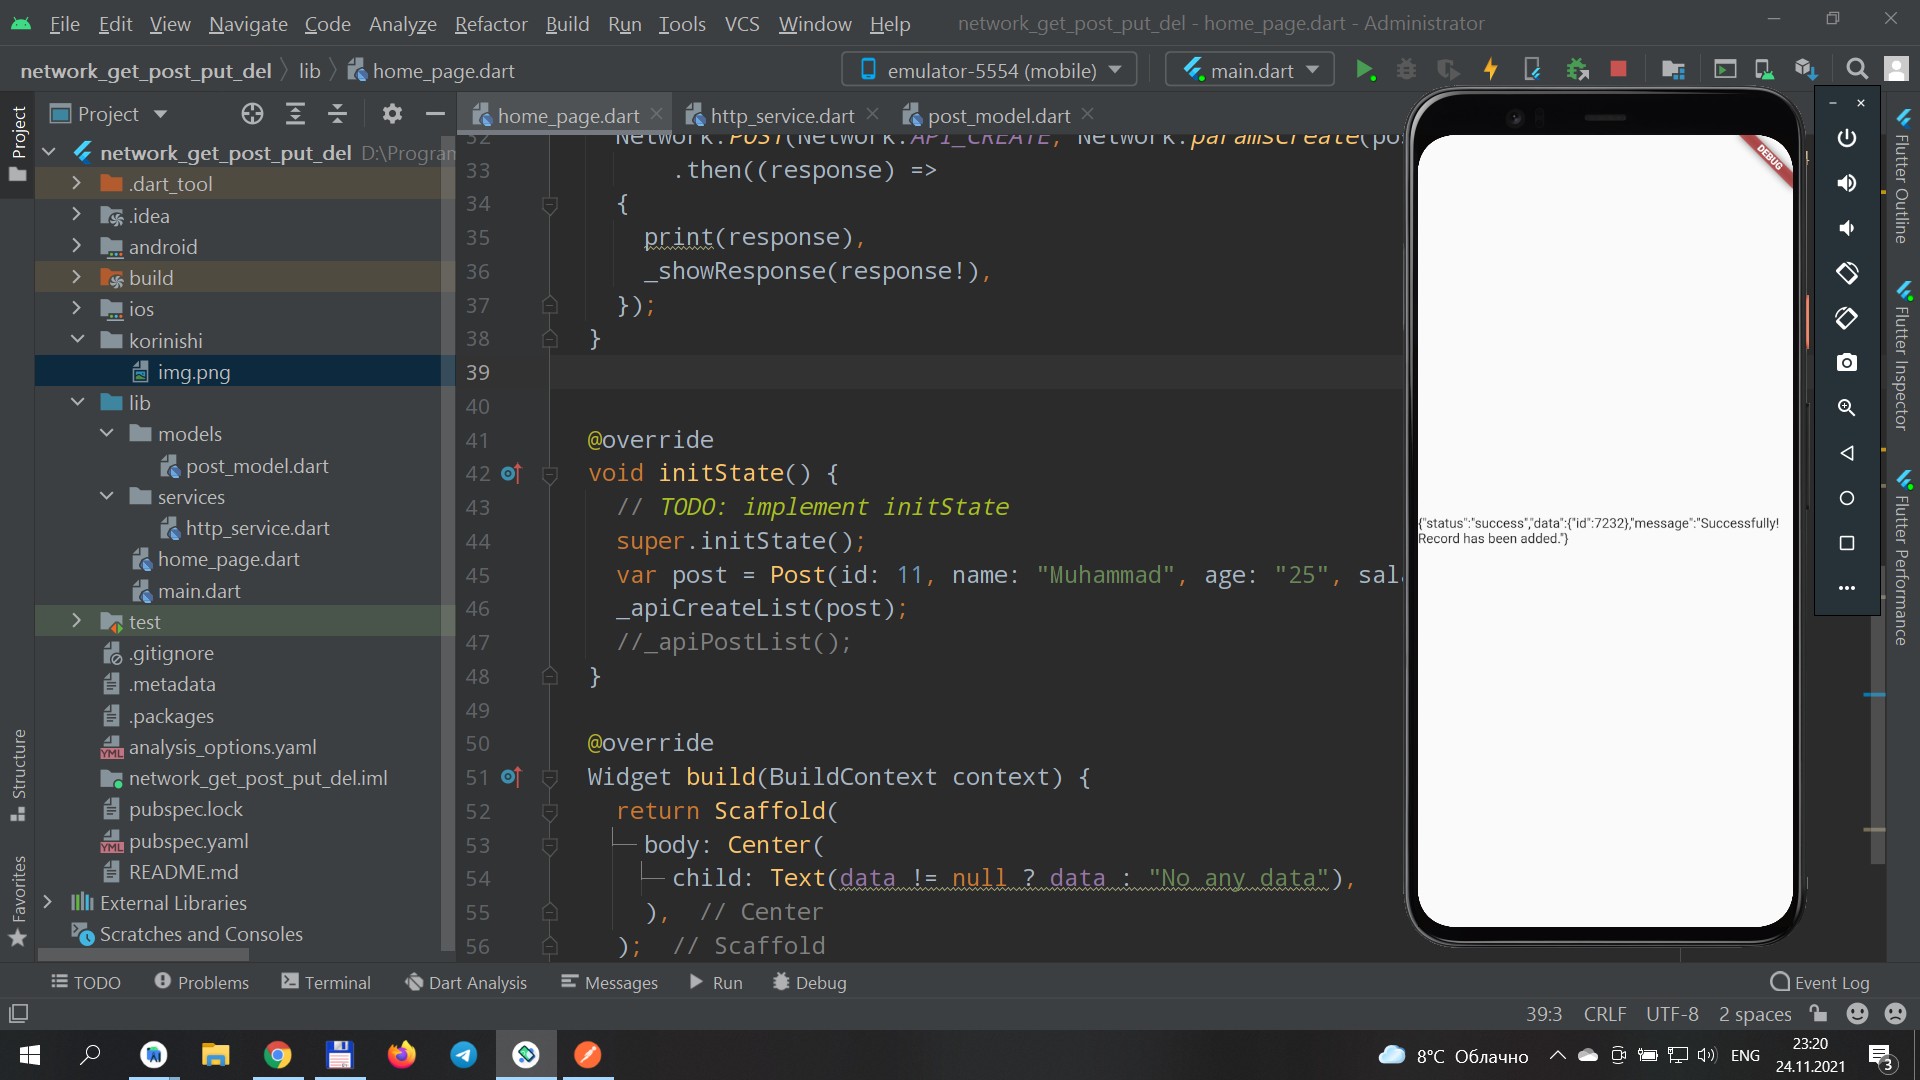 File Edit View Navigate Code Analyze Refactor Build Run Tools VCS Window Help network_get_post_put_del - home_page.dart - Administrator
network_get_post_put_del lib home_page.dart emulator-5554 (mobile) main.dart
Project
home_page.dart http_service.dart post_model.dart
Project
Structure
Favorites
network_get_post_put_del D:\Program
.dart_tool
.idea
android
build
ios
korinishi
img.png
lib
models
post_model.dart
services
http_service.dart
home_page.dart
main.dart
test
.gitignore
.metadata
.packages
analysis_options.yaml
network_get_post_put_del.iml
pubspec.lock
pubspec.yaml
README.md
External Libraries
Scratches and Consoles
32 Network.POST(Network.API_CREATE, Network.paramsCreate(po
33 .then((response) =>
34 {
35 print(response),
36 _showResponse(response!),
37 });
38 }
39
40
41 @override
42 void initState() {
43 // TODO: implement initState
44 super.initState();
45 var post = Post(id: 11, name: "Muhammad", age: "25", sal
46 _apiCreateList(post);
47 //_apiPostList();
48 }
49
50 @override
51 Widget build(BuildContext context) {
52 return Scaffold(
53 body: Center(
54 child: Text(data != null ? data : "No any data"),
55 ), // Center
56 ); // Scaffold
DEBUG
{"status":"success","data":{"id":7232},"message":"Successfully!
Record has been added."}
Flutter Outline
Flutter Inspector
Flutter Performance
TODO Problems Terminal Dart Analysis Messages Run Debug Event Log
39:3 CRLF UTF-8 2 spaces
8°C Облачно ENG 23:20
24.11.2021
3